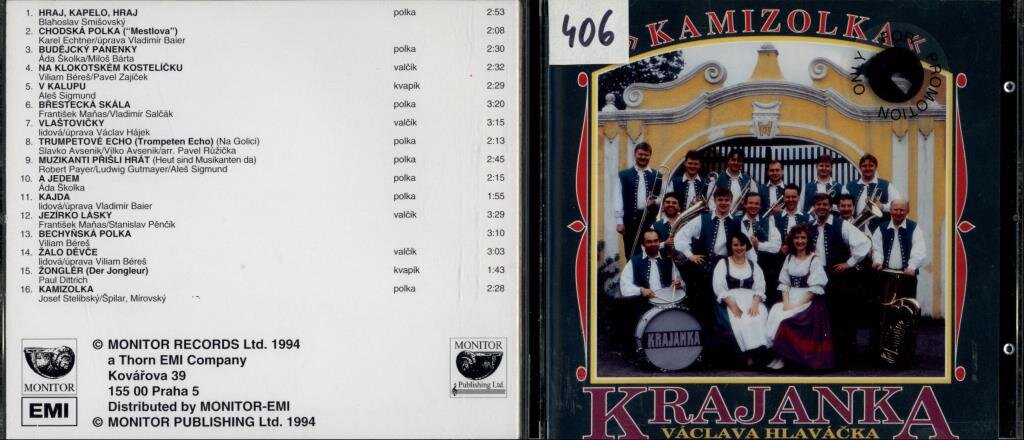 1. HRAJ, KAPELO, HRAJ polka 2:53
Blahoslav Smišovský
2. CHODSKÁ POLKA ("Mestlova") 2:08
Karel Echtner/úprava Vladimír Baier
3. BUDĚJCKÝ PANENKY polka 2:30
Áda Školka/Miloš Bárta
4. NA KLOKOTSKÉM KOSTELÍČKU valčík 2:32
Viliam Béreš/Pavel Zajíček
5. V KALUPU kvapík 2:29
Aleš Sigmund
6. BŘESTECKÁ SKÁLA polka 3:20
František Maňas/Vladimír Salčák
7. VLAŠTOVIČKY valčík 3:15
lidová/úprava Václav Hájek
8. TRUMPETOVÉ ECHO (Trompeten Echo) (Na Golici) polka 2:13
Slavko Avsenik/Vilko Avsenik/arr. Pavel Růžička
9. MUZIKANTI PŘIŠLI HRÁT (Heut sind Musikanten da) polka 2:45
Robert Payer/Ludwig Gutmayer/Aleš Sigmund
10. A JEDEM polka 2:15
Áda Školka
11. KAJDA polka 1:55
lidová/úprava Vladimír Baier
12. JEZÍRKO LÁSKY valčík 3:29
František Maňas/Stanislav Pěnčík
13. BECHYŇSKÁ POLKA 3:10
Viliam Béreš
14. ŽALO DĚVČE valčík 3:03
lidová/úprava Viliam Béreš
15. ŽONGLÉR (Der Jongleur) kvapík 1:43
Paul Dittrich
16. KAMIZOLKA polka 2:28
Josef Stelibský/Špilar, Mírovský
MONITOR
EMI
© MONITOR RECORDS Ltd. 1994
a Thorn EMI Company
Kovářova 39
155 00 Praha 5
Distributed by MONITOR-EMI
© MONITOR PUBLISHING Ltd. 1994
MONITOR
Publishing Ltd.
406
»KAMIZOLKA«
FOR PROMOTION ONLY
KRAJANKA
KRAJANKA
VÁCLAVA HLAVÁČKA